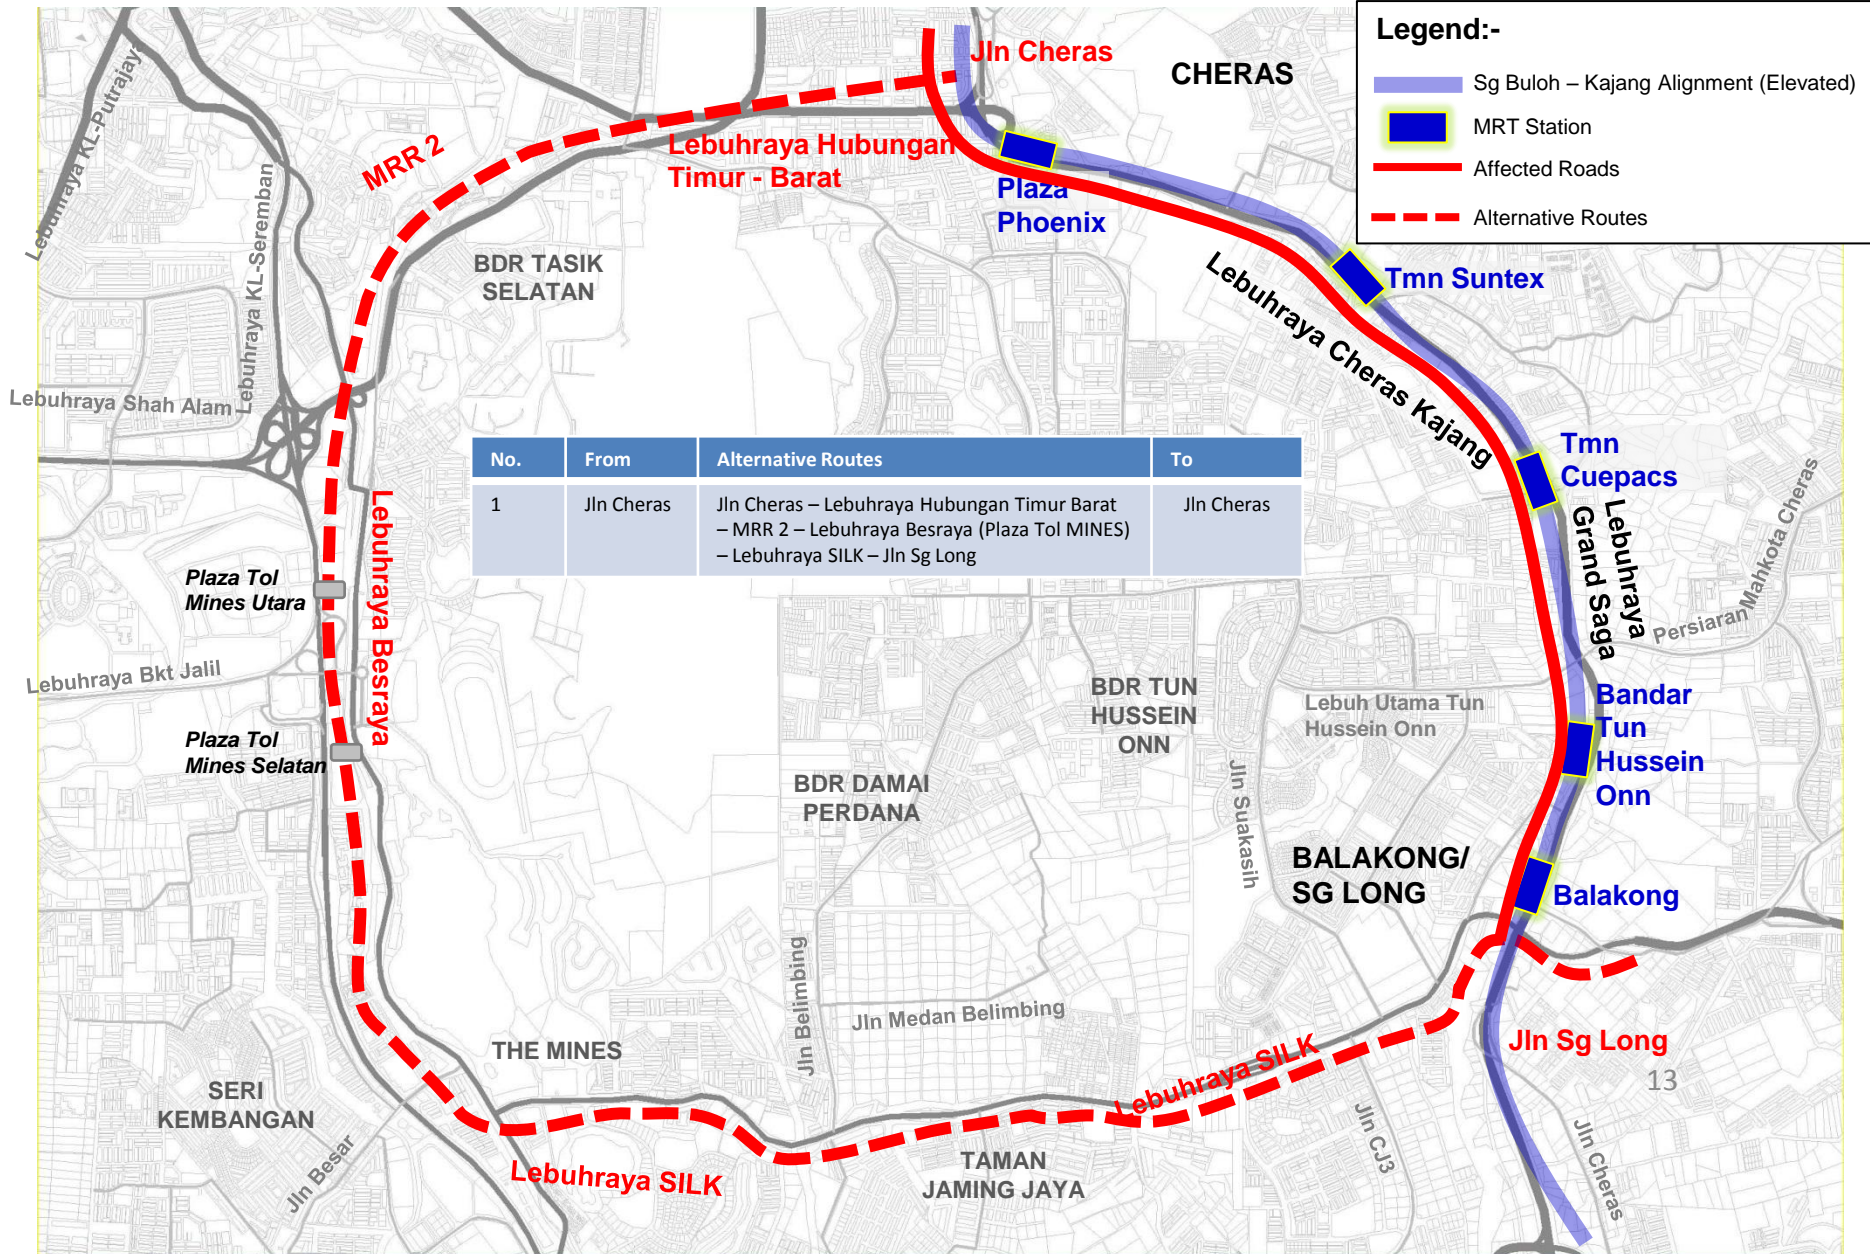 Legend:-
Sg Buloh – Kajang Alignment (Elevated)
MRT Station
Affected Roads
Alternative Routes
Jln Cheras
CHERAS
Lebuhraya KL-Putrajaya
MRR 2
Lebuhraya Hubungan
Timur - Barat
Plaza
Phoenix
Lebuhraya KL-Seremban
BDR TASIK
SELATAN
Tmn Suntex
Lebuhraya Cheras Kajang
Lebuhraya Shah Alam
Tmn
Cuepacs
No. From Alternative Routes To
1 Jln Cheras Jln Cheras – Lebuhraya Hubungan Timur Barat Jln Cheras
– MRR 2 – Lebuhraya Besraya (Plaza Tol MINES)
– Lebuhraya SILK – Jln Sg Long
Lebuhraya
Grand Saga
Persiaran Mahkota Cheras
Lebuhraya Besraya
Plaza Tol
Mines Utara
Lebuhraya Bkt Jalil
BDR TUN
HUSSEIN
ONN
Lebuh Utama Tun
Hussein Onn
Bandar
Tun
Hussein
Onn
Plaza Tol
Mines Selatan
BDR DAMAI
PERDANA
Jln Suakasih
BALAKONG/
SG LONG
Balakong
Jln Belimbing
Jln Medan Belimbing
THE MINES
Lebuhraya SILK
Jln Sg Long
13
SERI
KEMBANGAN
Jln Besar
Lebuhraya SILK
TAMAN
JAMING JAYA
Jln CJ3
Jln Cheras